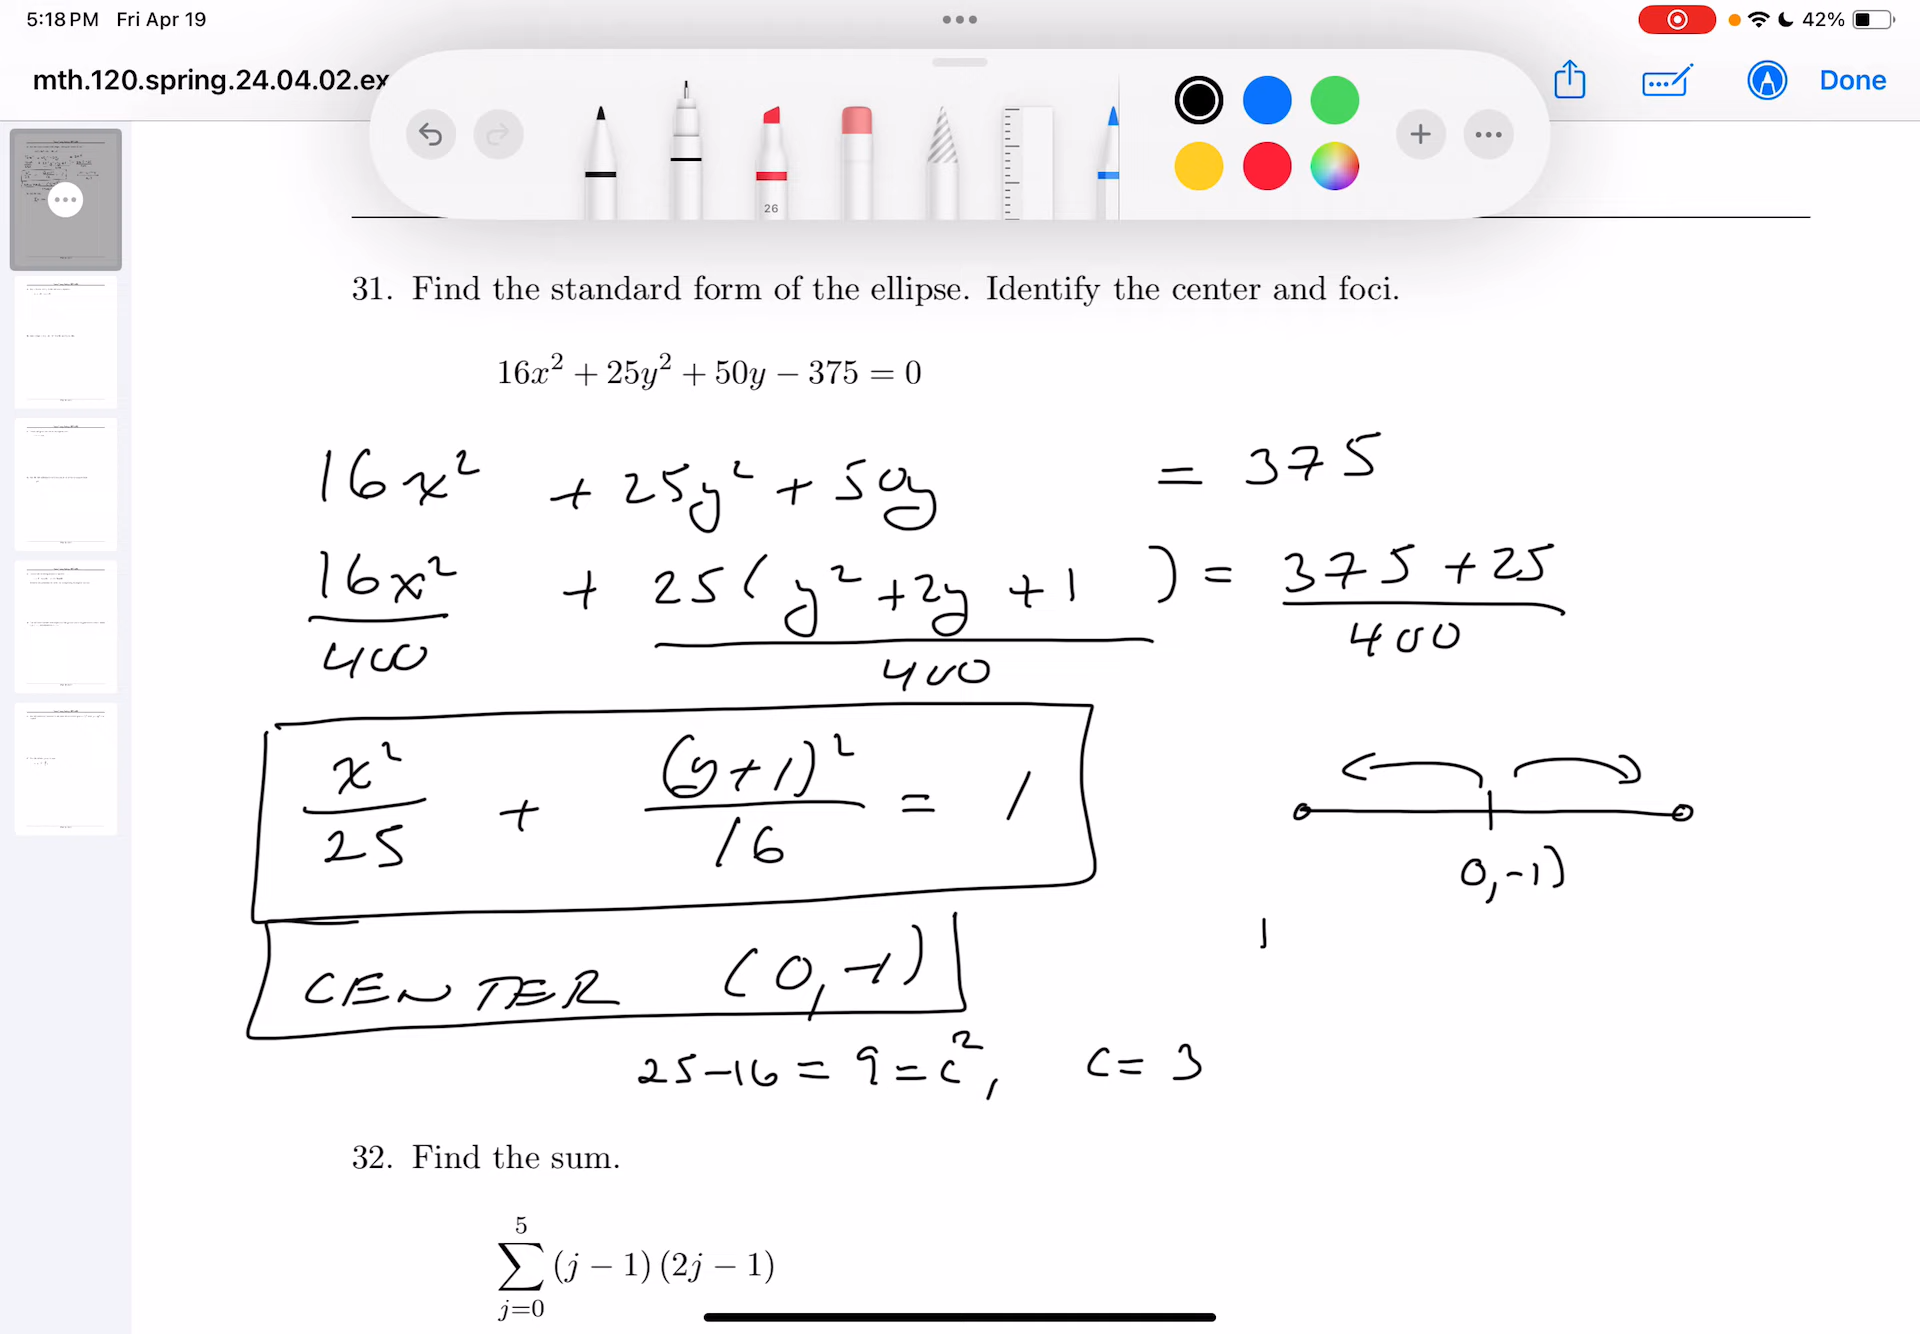 5:18 PM Fri Apr 19
42%
mth.120.spring.24.04.02.ex
26
Done
31. Find the standard form of the ellipse. Identify the center and foci.
16x² + 25y² + 50y − 375 = 0
16x² + 25y² + 50y = 375
16x²/400 + 25(y² + 2y + 1)/400 = 375 + 25/400
x²/25 + (y+1)²/16 = 1
0,-1)
CENTER (0,-1)
25-16 = 9 = c², c = 3
32. Find the sum.
∑_{j=0}^{5} (j − 1)(2j − 1)